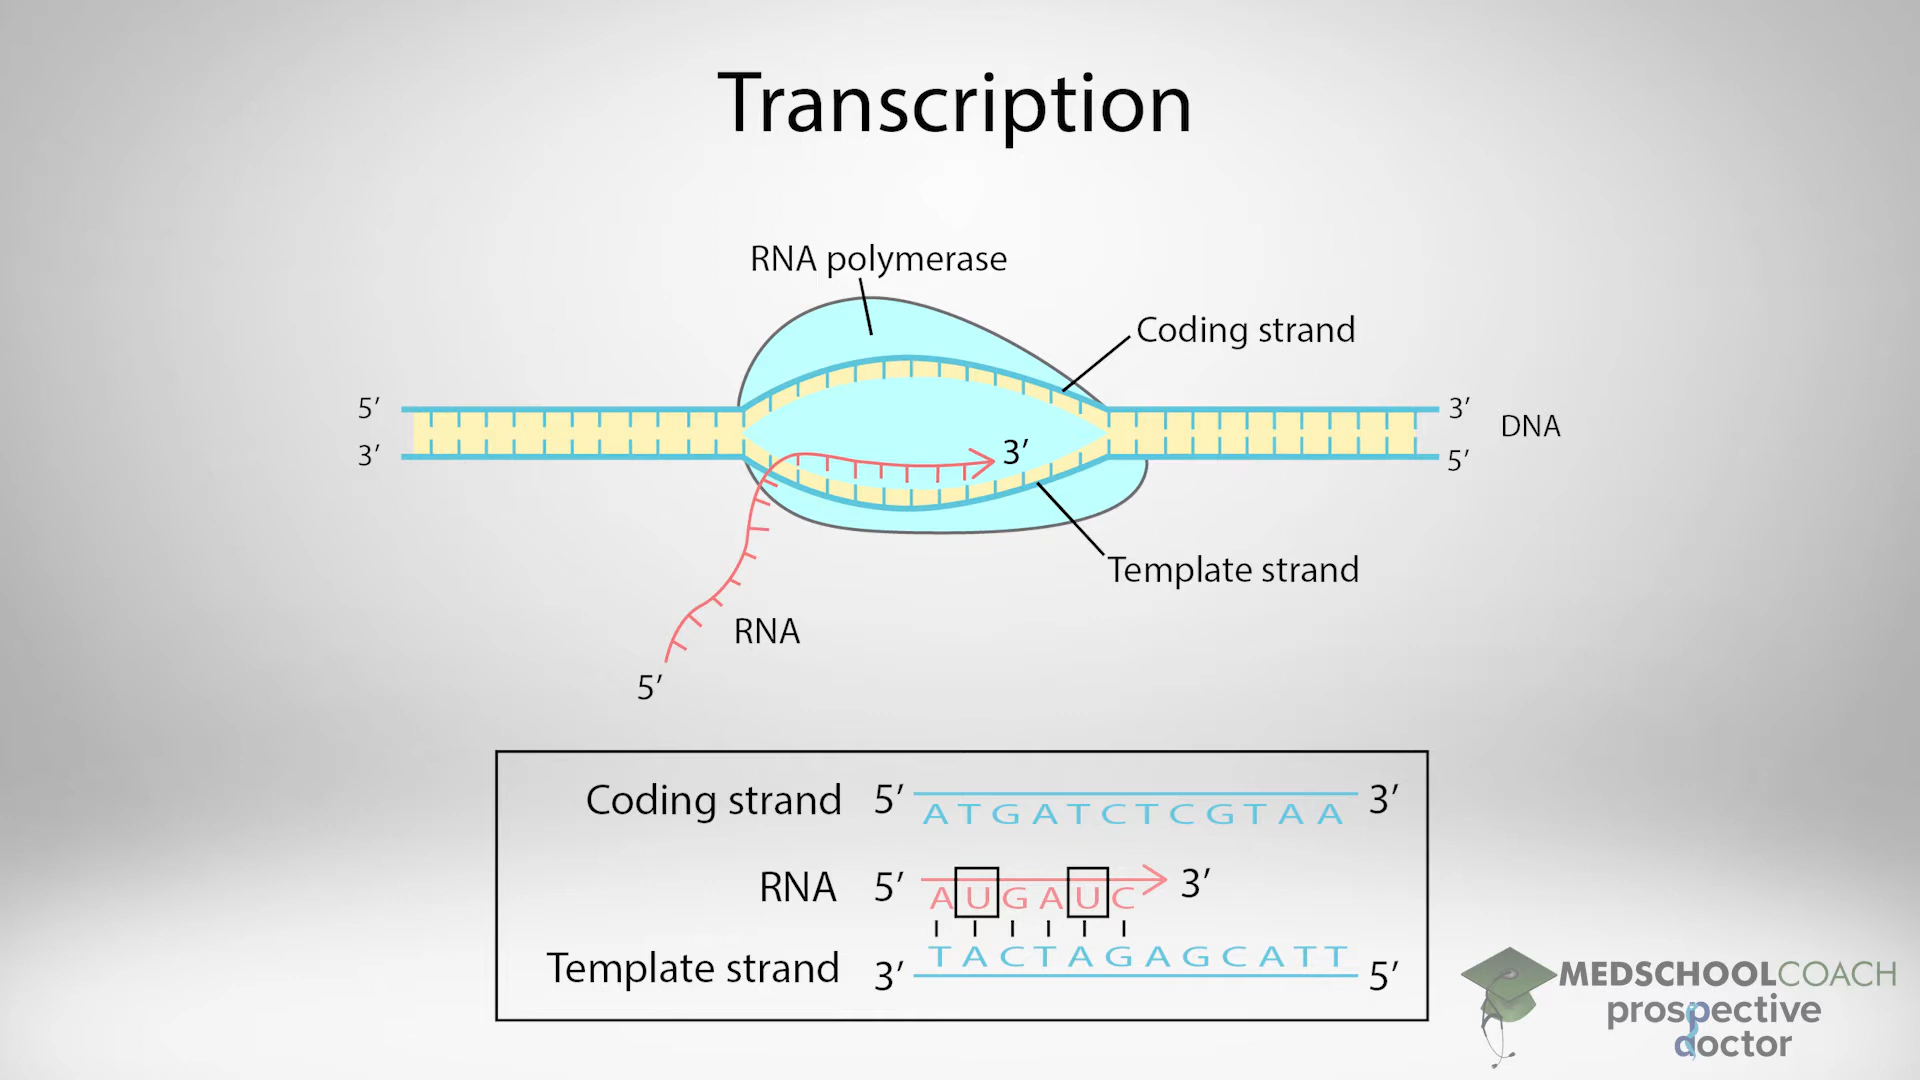 Transcription
RNA polymerase
Coding strand
5′
3′
DNA
3′
3′
5′
Template strand
RNA
5′
Coding strand 5′ ATGATCTCGTAA 3′
RNA 5′ AUGAUC 3′
Template strand 3′ TACTAGAGCATT 5′
MEDSCHOOLCOACH
prospective
doctor